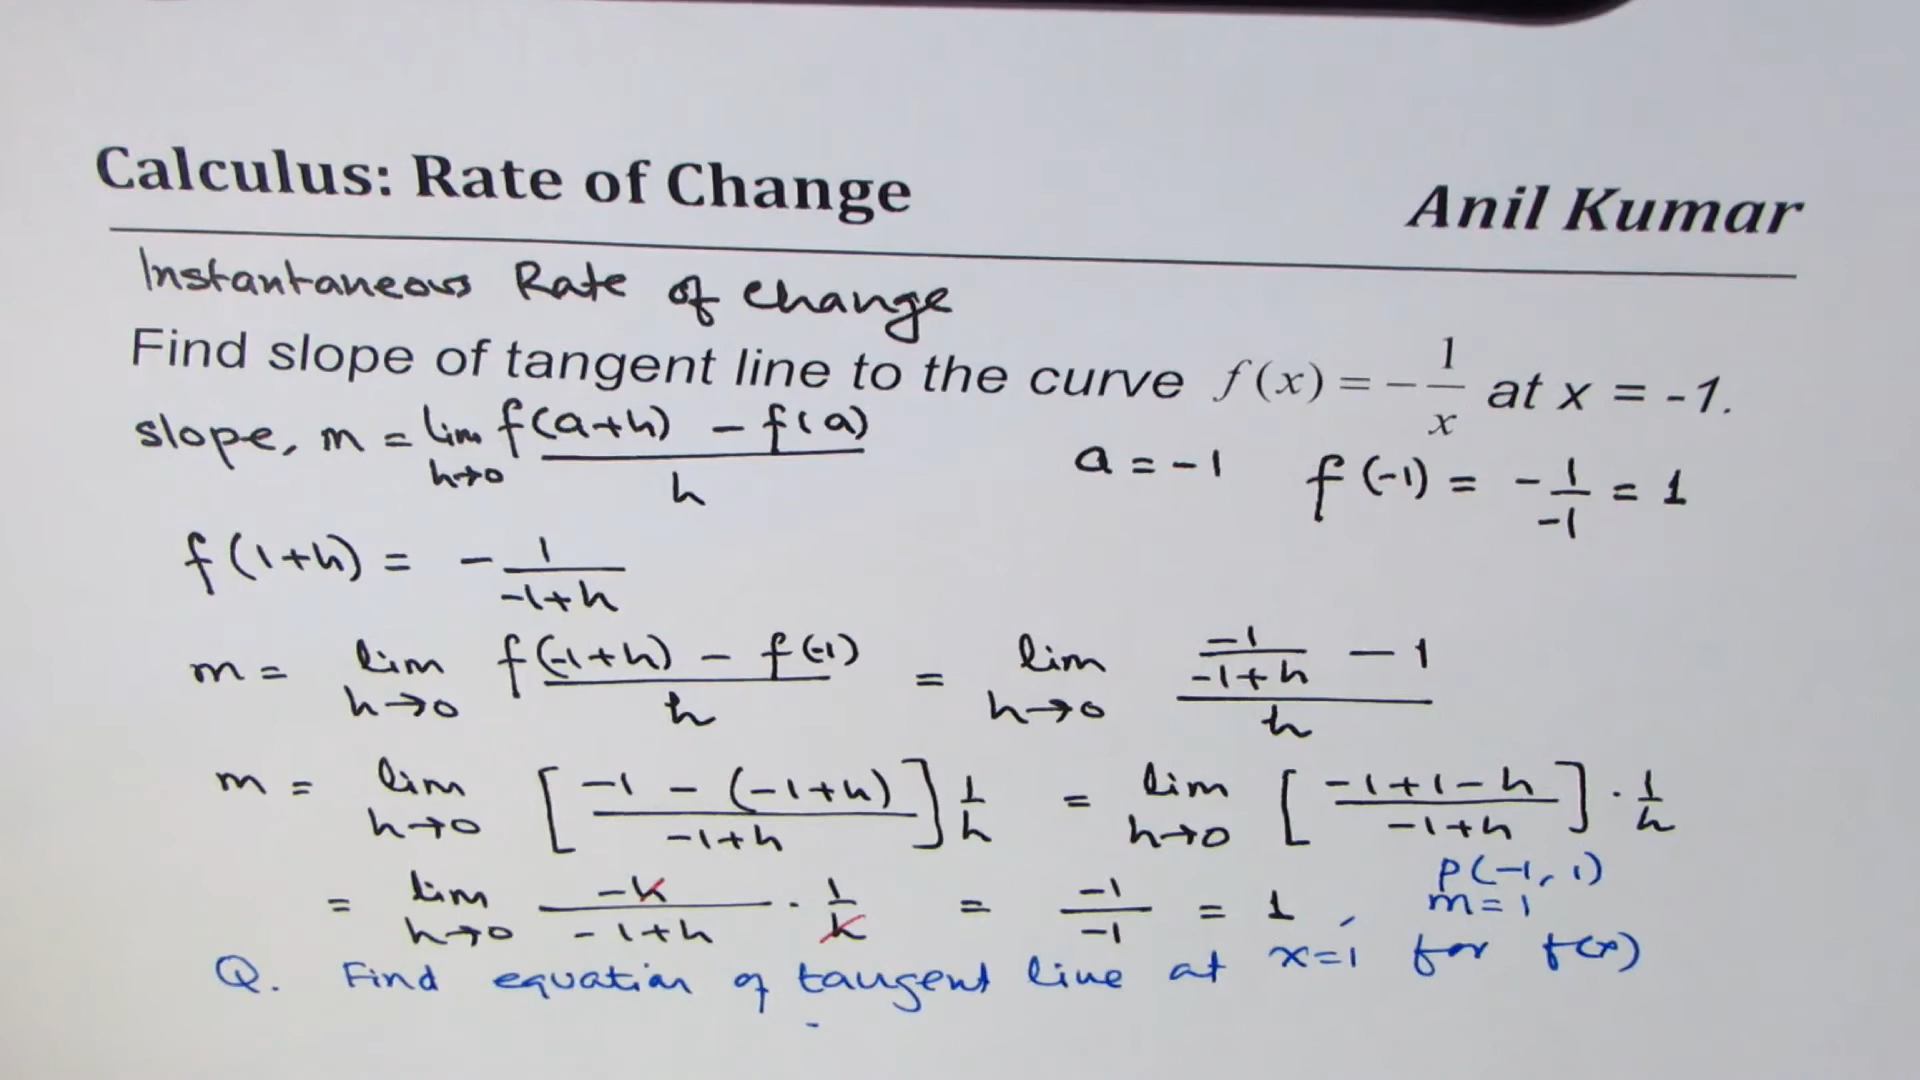 Calculus: Rate of Change
Anil Kumar
Instantaneous Rate of change
Find slope of tangent line to the curve f(x) = -1/x at x = -1.
slope, m = lim h→0 f(a+h) - f(a) / h
a = -1 f(-1) = -1/-1 = 1
f(1+h) = -1/-1+h
m = lim h→0 f(-1+h) - f(-1) / h = lim h→0 -1/-1+h - 1 / h
m = lim h→0 [-1 - (-1+h) / -1+h] 1/h = lim h→0 [-1+1-h / -1+h] · 1/h
= lim h→0 -h / -1+h · 1/h = -1/-1 = 1,
P(-1, 1)
m = 1
Q. Find equation of tangent line at x=1 for f(x)